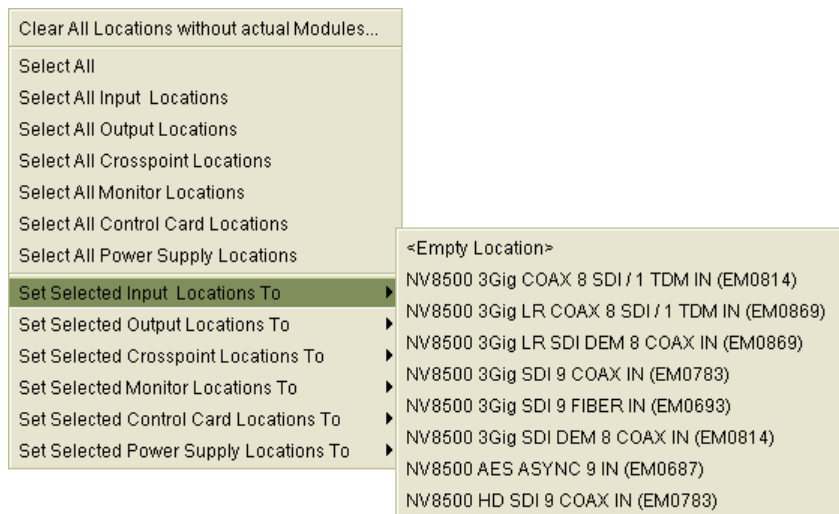 Clear All Locations without actual Modules...
Select All
Select All Input Locations
Select All Output Locations
Select All Crosspoint Locations
Select All Monitor Locations
Select All Control Card Locations
Select All Power Supply Locations
Set Selected Input Locations To
Set Selected Output Locations To
Set Selected Crosspoint Locations To
Set Selected Monitor Locations To
Set Selected Control Card Locations To
Set Selected Power Supply Locations To
<Empty Location>
NV8500 3Gig COAX 8 SDI / 1 TDM IN (EM0814)
NV8500 3Gig LR COAX 8 SDI / 1 TDM IN (EM0869)
NV8500 3Gig LR SDI DEM 8 COAX IN (EM0869)
NV8500 3Gig SDI 9 COAX IN (EM0783)
NV8500 3Gig SDI 9 FIBER IN (EM0693)
NV8500 3Gig SDI DEM 8 COAX IN (EM0814)
NV8500 AES ASYNC 9 IN (EM0687)
NV8500 HD SDI 9 COAX IN (EM0783)